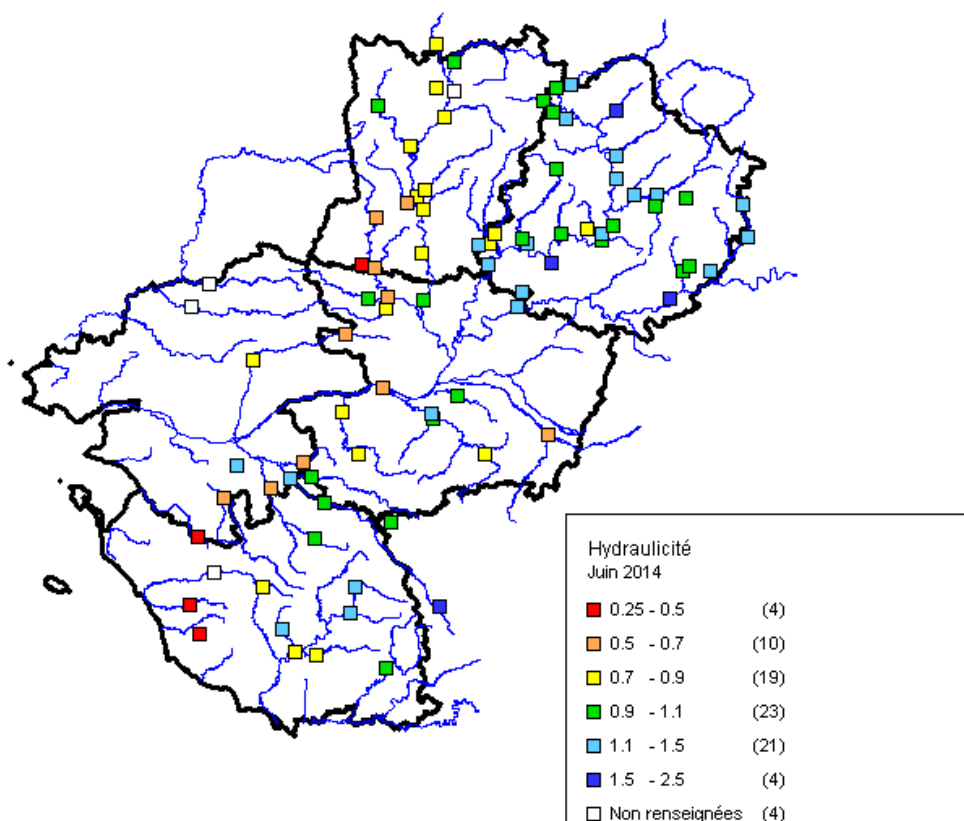 Hydraulicité
Juin 2014
0.25 - 0.5 (4)
0.5 - 0.7 (10)
0.7 - 0.9 (19)
0.9 - 1.1 (23)
1.1 - 1.5 (21)
1.5 - 2.5 (4)
Non renseignées (4)